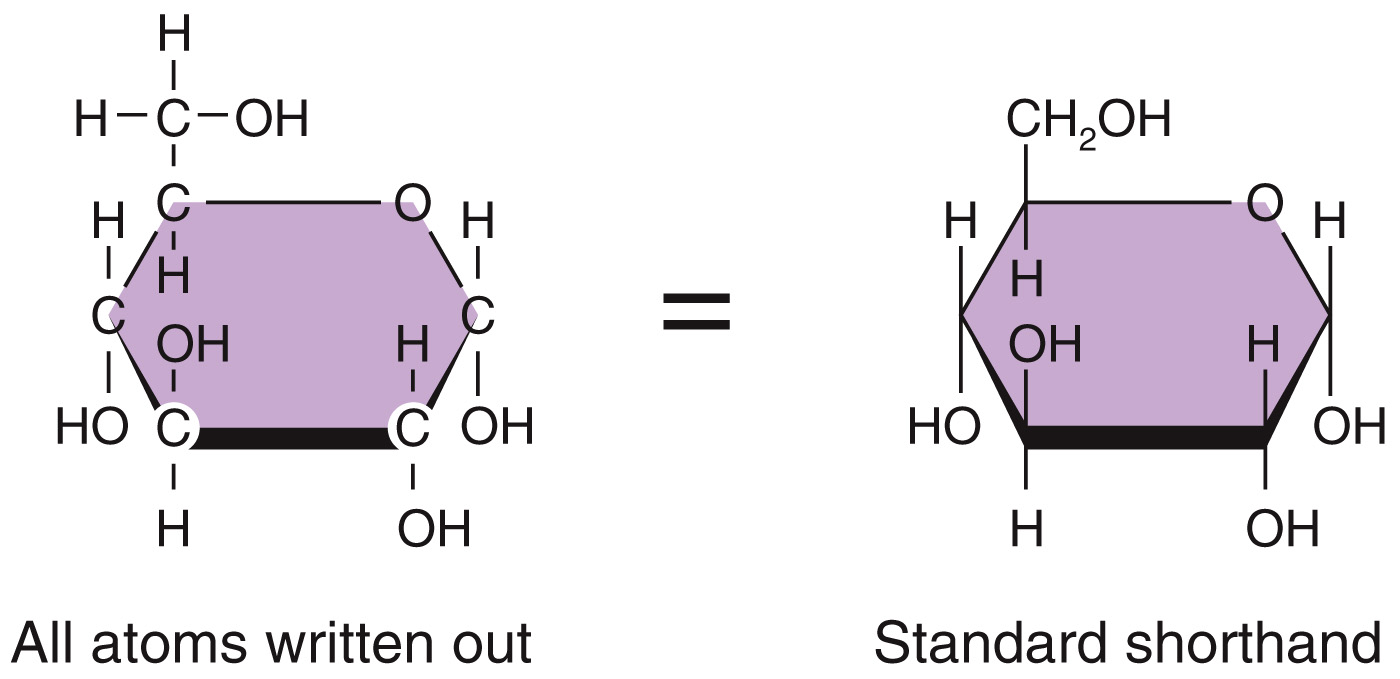 H
H C OH
C O
H H
H
C C
OH H
HO C C OH
H OH
All atoms written out
=
CH₂OH
O
H H
H
OH H
HO OH
H OH
Standard shorthand